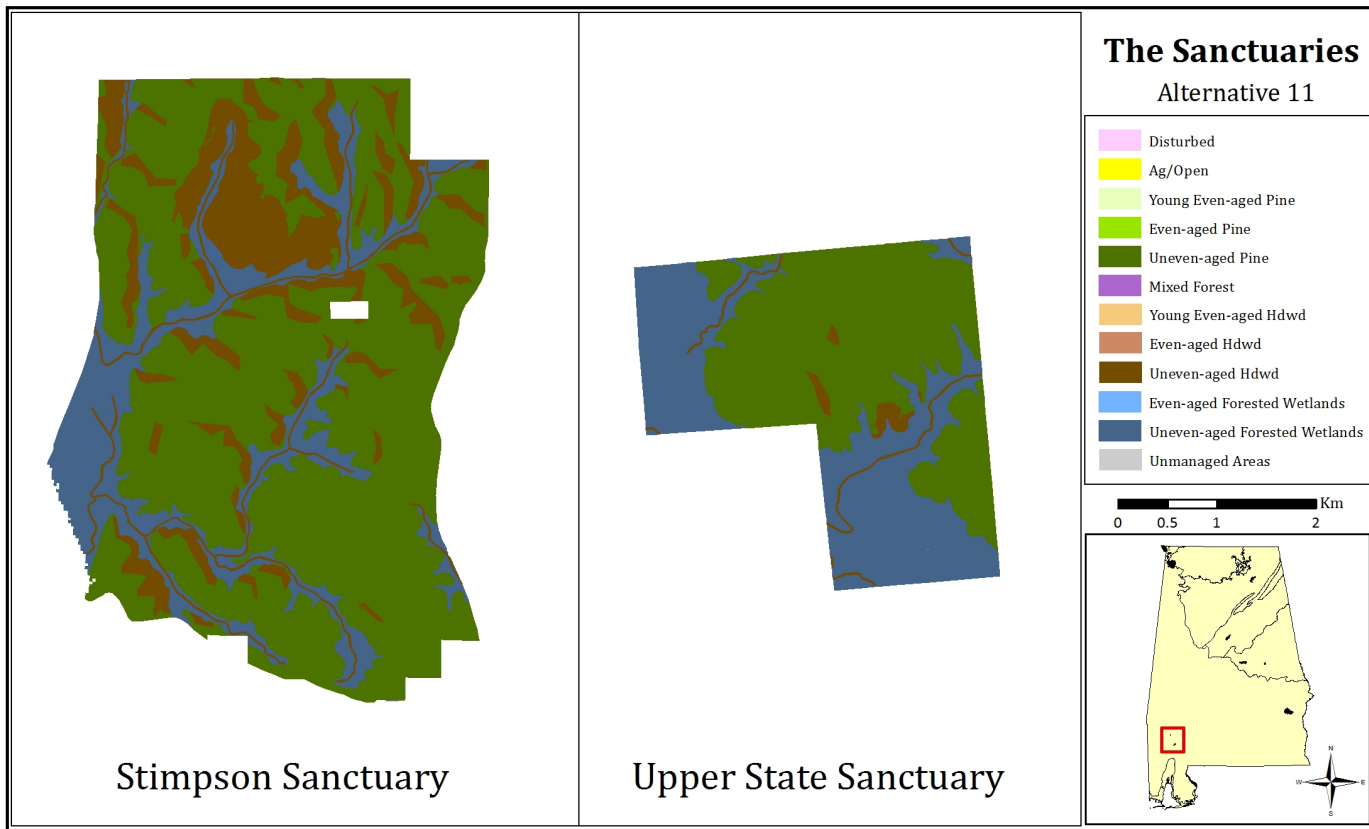 Stimpson Sanctuary
Upper State Sanctuary
The Sanctuaries
Alternative 11
Disturbed
Ag/Open
Young Even-aged Pine
Even-aged Pine
Uneven-aged Pine
Mixed Forest
Young Even-aged Hdwd
Even-aged Hdwd
Uneven-aged Hdwd
Even-aged Forested Wetlands
Uneven-aged Forested Wetlands
Unmanaged Areas
Km
0 0.5 1 2
N
W E
S